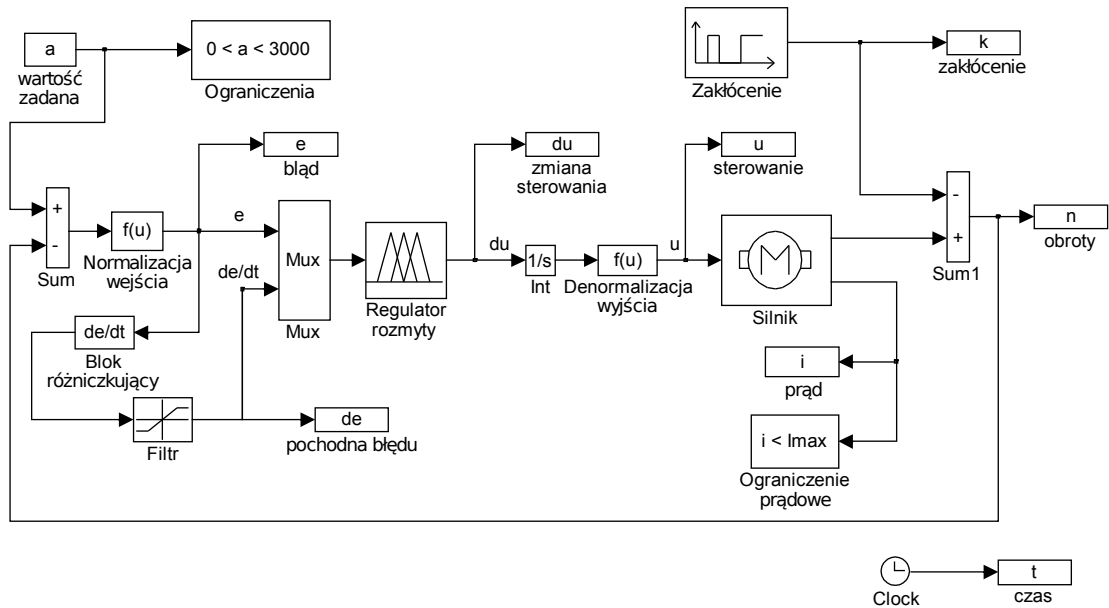 a
wartość
zadana
0 < a < 3000
Ograniczenia
Zakłócenie
k
zakłócenie
e
błąd
du
zmiana
sterowania
u
sterowanie
+
-
Sum
f(u)
Normalizacja
wejścia
e
de/dt
Mux
Mux
Regulator
rozmyty
du
1/s
Int
f(u)
Denormalizacja
wyjścia
u
M
Silnik
-
+
Sum1
n
obroty
de/dt
Blok
różniczkujący
Filtr
de
pochodna błędu
i
prąd
i < Imax
Ograniczenie
prądowe
Clock
t
czas